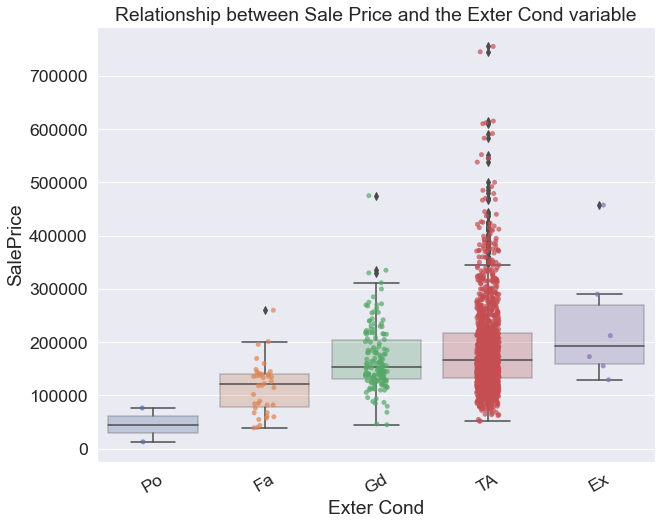 Relationship between Sale Price and the Exter Cond variable
700000
600000
500000
400000
300000
200000
100000
0
SalePrice
Po Fa Gd TA Ex
Exter Cond